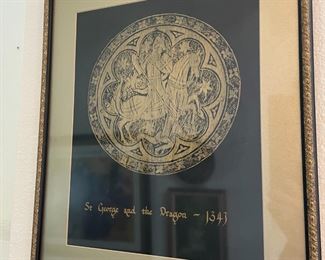 St George and the Dragon ~ 1343